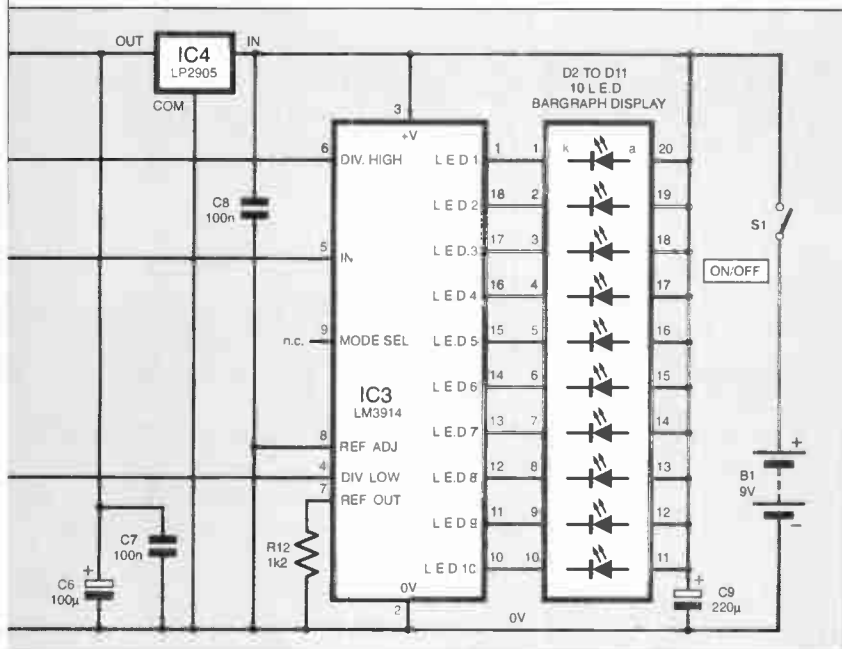 OUT
IC4
LP2905
IN
COM
D2 TO D11
10 L.E.D
BARGRAPH DISPLAY
3
+V
6
DIV. HIGH
LED1
1
1
k
a
20
C8
100n
LED2
18
2
19
S1
5
IN
LED3
17
3
18
ON/OFF
LED4
16
4
17
n.c.
9
MODE SEL
LED5
15
5
16
LED6
14
6
15
IC3
LM3914
LED7
13
7
14
8
REF ADJ
4
DIV LOW
LED8
12
8
13
+
B1
9V
−
7
REF OUT
LED9
11
9
12
C7
100n
R12
1k2
LED10
10
10
11
+
C6
100µ
0V
2
0V
+
C9
220µ